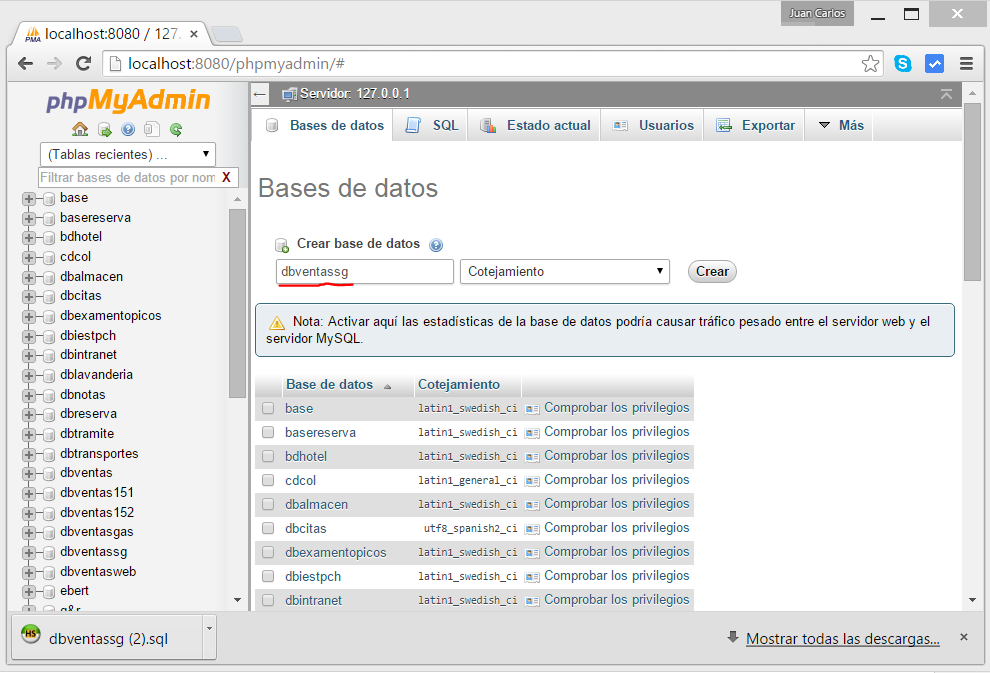 Juan Carlos
localhost:8080 / 127.
localhost:8080/phpmyadmin/#
phpMyAdmin
(Tablas recientes) ...
Filtrar bases de datos por nom X
base
basereserva
bdhotel
cdcol
dbalmacen
dbcitas
dbexamentopicos
dbiestpch
dbintranet
dblavanderia
dbnotas
dbreserva
dbtramite
dbtransportes
dbventas
dbventas151
dbventas152
dbventasgas
dbventassg
dbventasweb
ebert
Servidor: 127.0.0.1
Bases de datos SQL Estado actual Usuarios Exportar Más
Bases de datos
Crear base de datos
dbventassg Cotejamiento Crear
Nota: Activar aquí las estadísticas de la base de datos podría causar tráfico pesado entre el servidor web y el
servidor MySQL.
Base de datos Cotejamiento
base latin1_swedish_ci Comprobar los privilegios
basereserva latin1_swedish_ci Comprobar los privilegios
bdhotel latin1_swedish_ci Comprobar los privilegios
cdcol latin1_general_ci Comprobar los privilegios
dbalmacen latin1_swedish_ci Comprobar los privilegios
dbcitas utf8_spanish2_ci Comprobar los privilegios
dbexamentopicos latin1_swedish_ci Comprobar los privilegios
dbiestpch latin1_swedish_ci Comprobar los privilegios
dbintranet latin1_swedish_ci Comprobar los privilegios
HS dbventassg (2).sql
Mostrar todas las descargas...